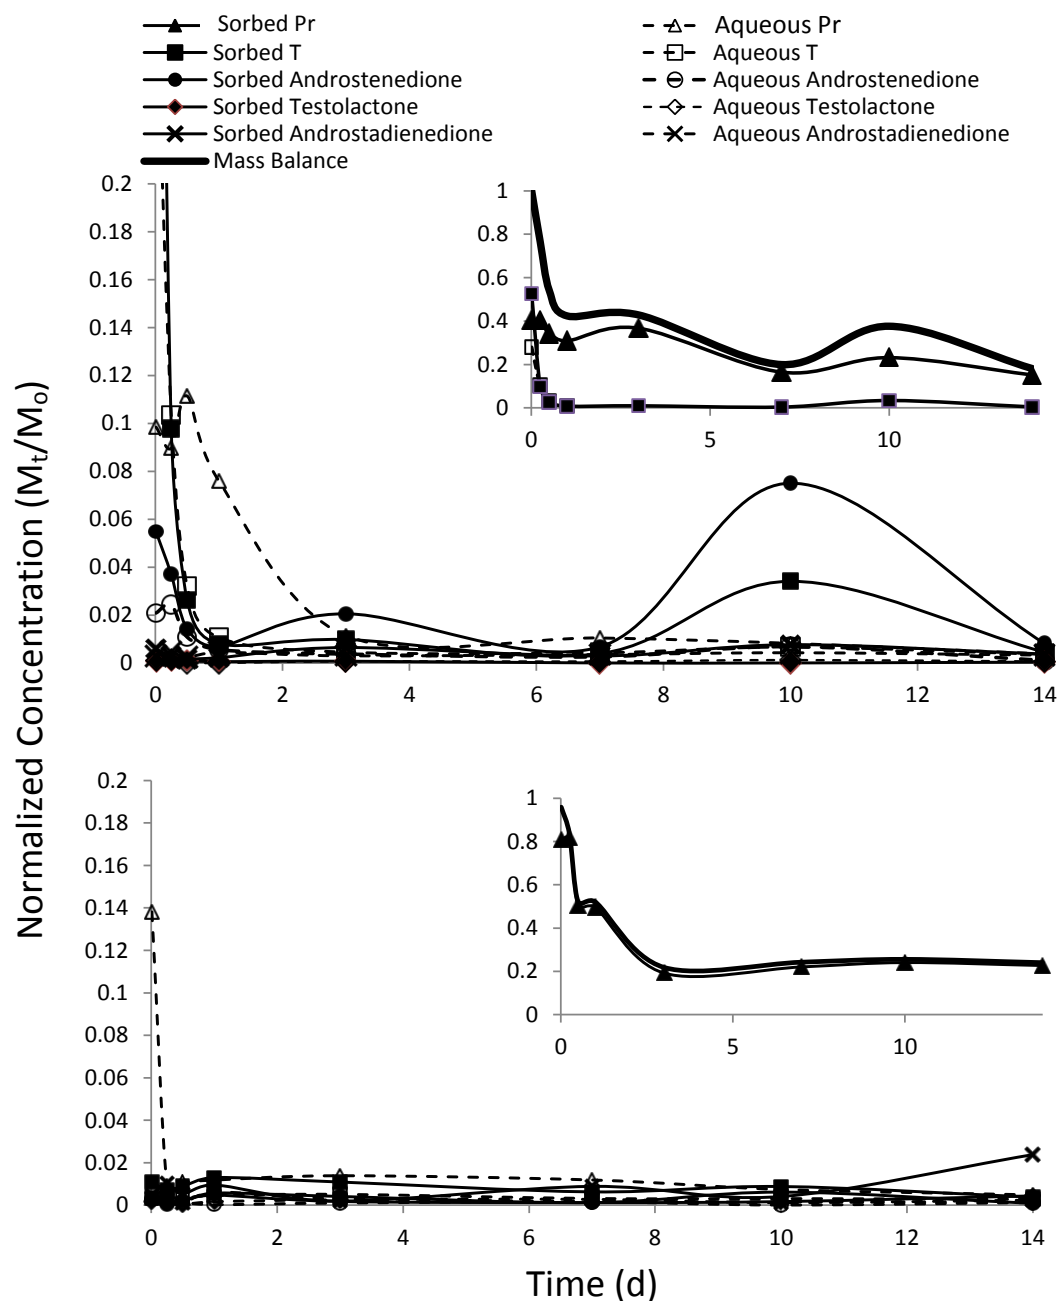 Sorbed Pr Aqueous Pr
Sorbed T Aqueous T
Sorbed Androstenedione Aqueous Androstenedione
Sorbed Testolactone Aqueous Testolactone
Sorbed Androstadienedione Aqueous Androstadienedione
Mass Balance
Normalized Concentration (Mt/Mo)
0.2
0.18
0.16
0.14
0.12
0.1
0.08
0.06
0.04
0.02
0
0 2 4 6 8 10 12 14
1
0.8
0.6
0.4
0.2
0
0 5 10
0.2
0.18
0.16
0.14
0.12
0.1
0.08
0.06
0.04
0.02
0
0 2 4 6 8 10 12 14
1
0.8
0.6
0.4
0.2
0
0 5 10
Time (d)